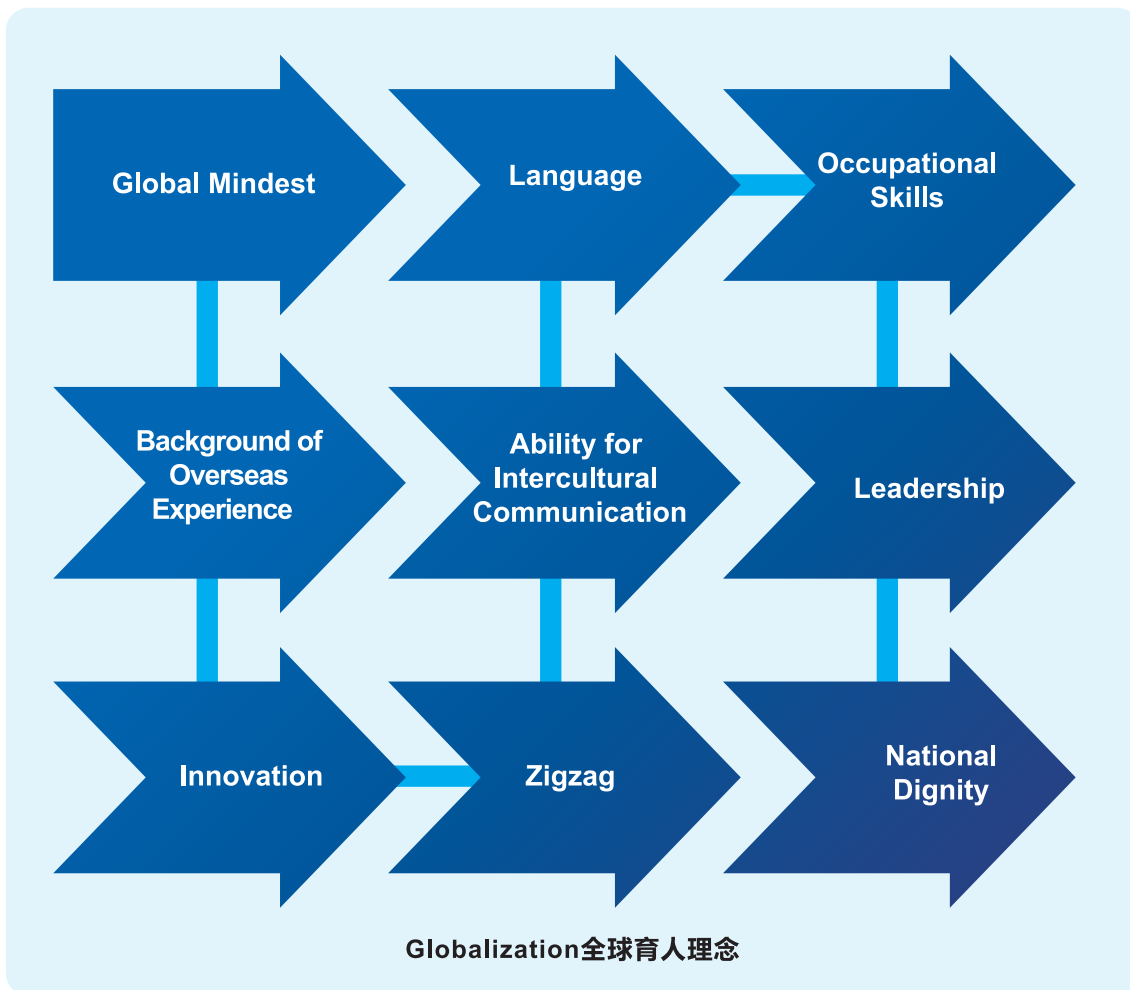 Global Mindest
Language
Occupational
Skills
Background of
Overseas
Experience
Ability for
Intercultural
Communication
Leadership
Innovation
Zigzag
National
Dignity
Globalization全球育人理念